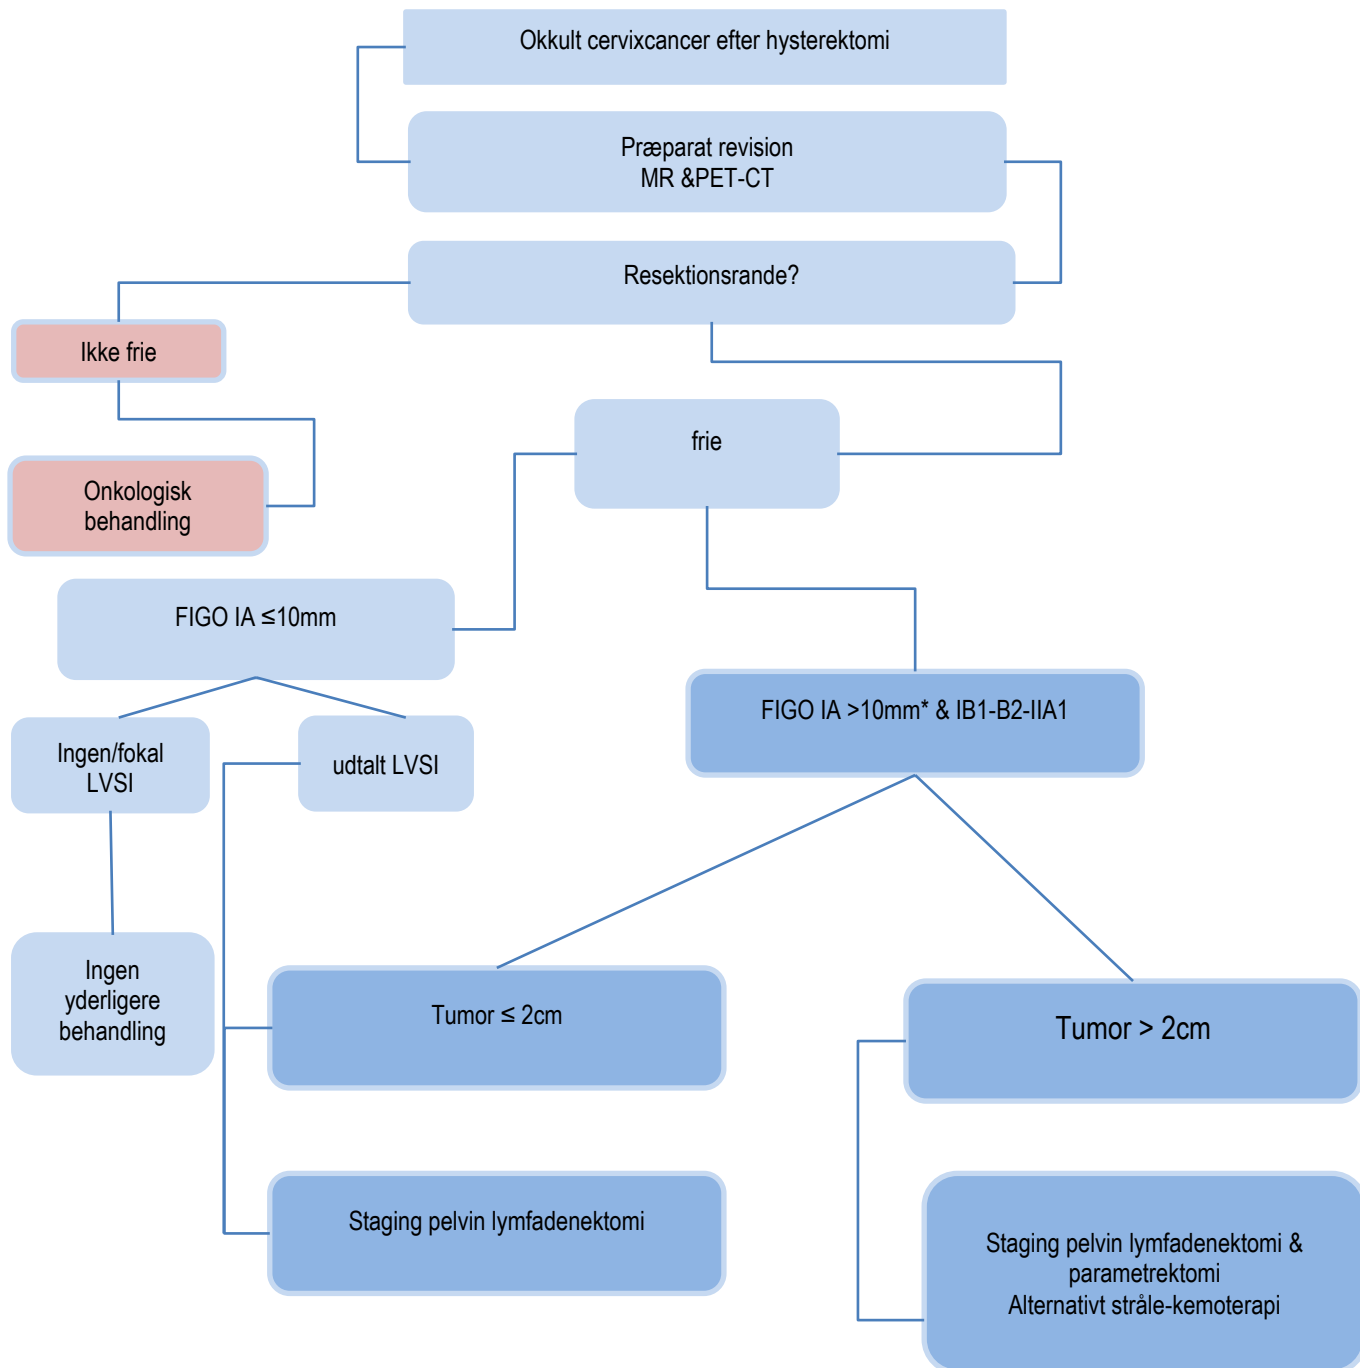 Okkult cervixcancer efter hysterektomi
Præparat revision
MR &PET-CT
Resektionsrande?
Ikke frie
frie
Onkologisk
behandling
FIGO IA ≤10mm
FIGO IA >10mm* & IB1-B2-IIA1
Ingen/fokal
LVSI
udtalt LVSI
Ingen
yderligere
behandling
Tumor ≤ 2cm
Tumor > 2cm
Staging pelvin lymfadenektomi
Staging pelvin lymfadenektomi &
parametrektomi
Alternativt stråle-kemoterapi